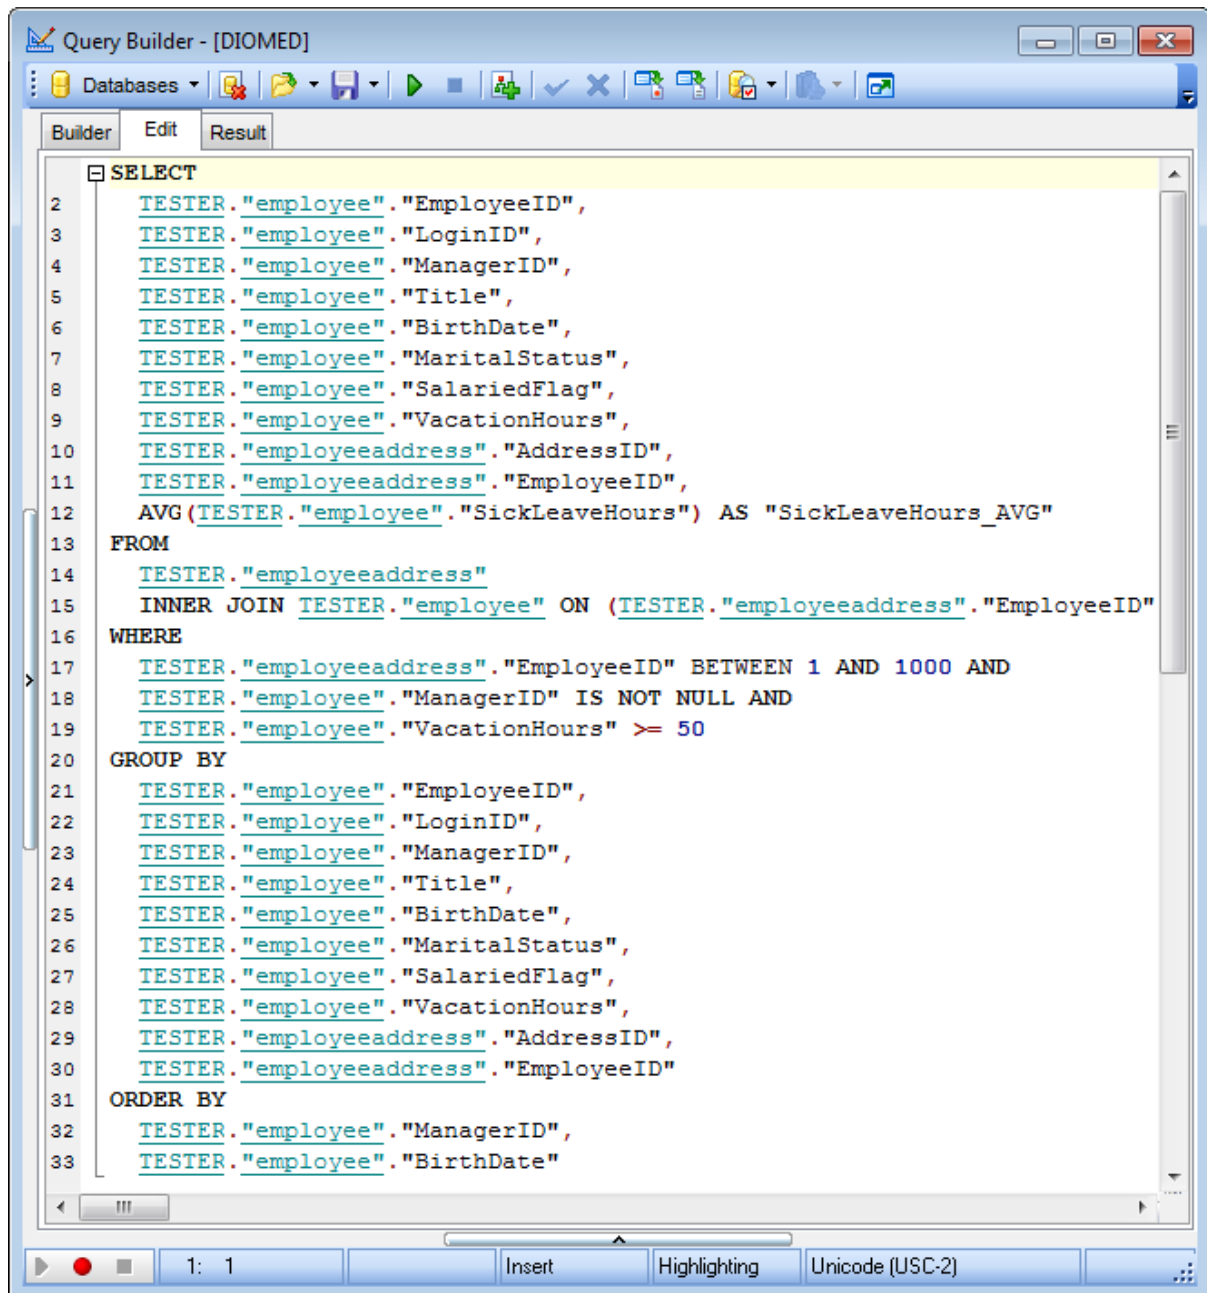 Query Builder - [DIOMED]
Databases
Builder Edit Result
SELECT
2 TESTER."employee"."EmployeeID",
3 TESTER."employee"."LoginID",
4 TESTER."employee"."ManagerID",
5 TESTER."employee"."Title",
6 TESTER."employee"."BirthDate",
7 TESTER."employee"."MaritalStatus",
8 TESTER."employee"."SalariedFlag",
9 TESTER."employee"."VacationHours",
10 TESTER."employeeaddress"."AddressID",
11 TESTER."employeeaddress"."EmployeeID",
12 AVG(TESTER."employee"."SickLeaveHours") AS "SickLeaveHours_AVG"
13 FROM
14 TESTER."employeeaddress"
15 INNER JOIN TESTER."employee" ON (TESTER."employeeaddress"."EmployeeID"
16 WHERE
17 TESTER."employeeaddress"."EmployeeID" BETWEEN 1 AND 1000 AND
18 TESTER."employee"."ManagerID" IS NOT NULL AND
19 TESTER."employee"."VacationHours" >= 50
20 GROUP BY
21 TESTER."employee"."EmployeeID",
22 TESTER."employee"."LoginID",
23 TESTER."employee"."ManagerID",
24 TESTER."employee"."Title",
25 TESTER."employee"."BirthDate",
26 TESTER."employee"."MaritalStatus",
27 TESTER."employee"."SalariedFlag",
28 TESTER."employee"."VacationHours",
29 TESTER."employeeaddress"."AddressID",
30 TESTER."employeeaddress"."EmployeeID"
31 ORDER BY
32 TESTER."employee"."ManagerID",
33 TESTER."employee"."BirthDate"
1: 1 Insert Highlighting Unicode (USC-2)